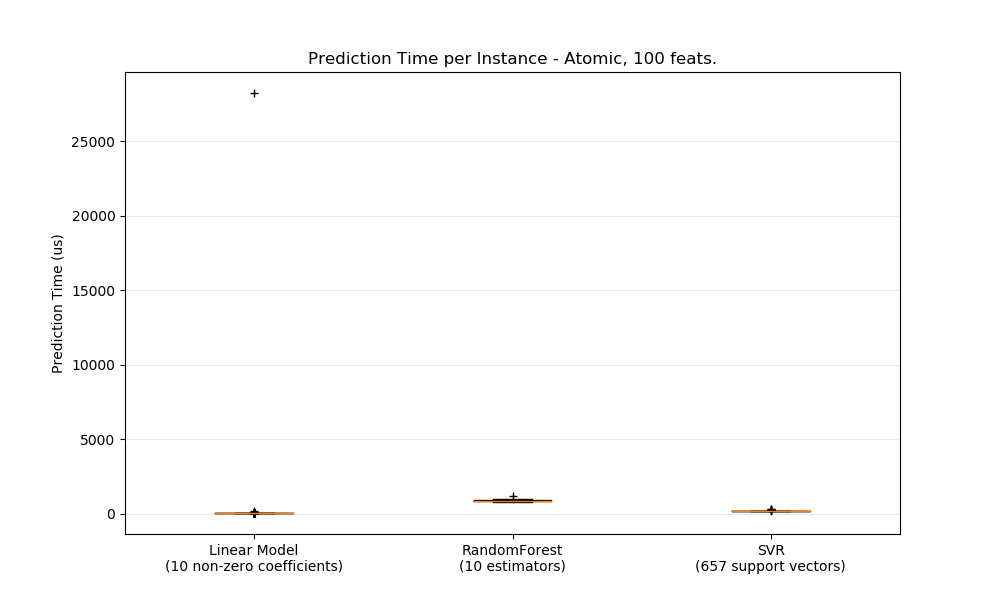 Prediction Time per Instance - Atomic, 100 feats.
Prediction Time (us)
25000
20000
15000
10000
5000
0
Linear Model
(10 non-zero coefficients)
RandomForest
(10 estimators)
SVR
(657 support vectors)